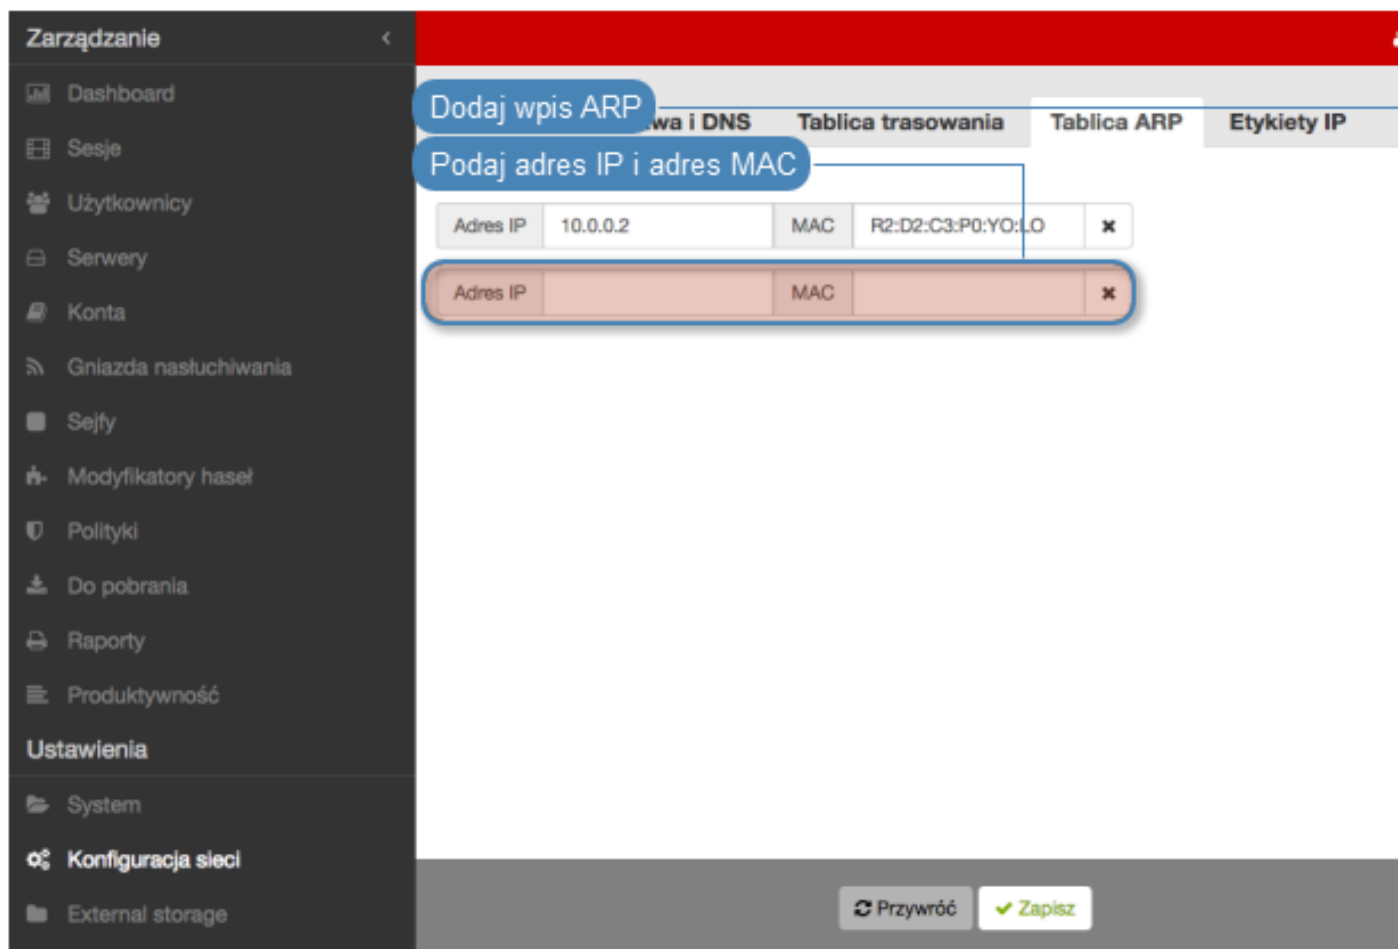 Zarządzanie
Dashboard
Sesje
Użytkownicy
Serwery
Konta
Gniazda nasłuchiwania
Sejfy
Modyfikatory haseł
Polityki
Do pobrania
Raporty
Produktywność
Ustawienia
System
Konfiguracja sieci
External storage
Dodaj wpis ARP
i DNS Tablica trasowania Tablica ARP Etykiety IP
Podaj adres IP i adres MAC
Adres IP 10.0.0.2 MAC R2:D2:C3:P0:YO:LO
Adres IP MAC
Przywróć Zapisz